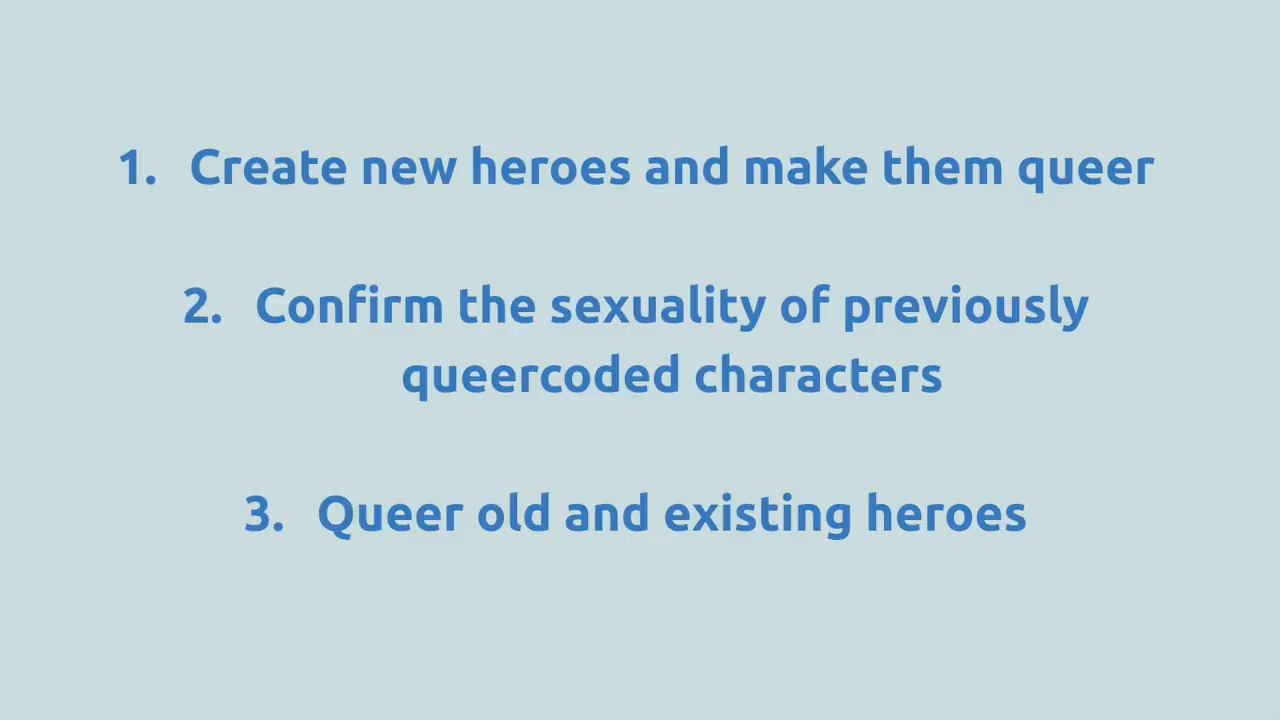 1. Create new heroes and make them queer
2. Confirm the sexuality of previously
queercoded characters
3. Queer old and existing heroes